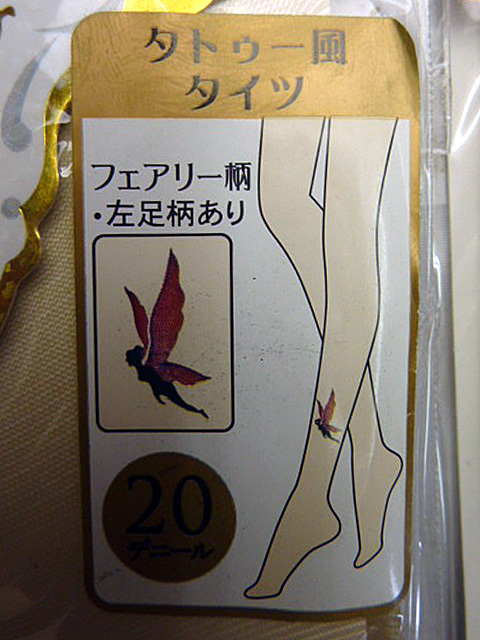 タトゥー風
タイツ
フェアリー柄
・左足柄あり
20
デニール